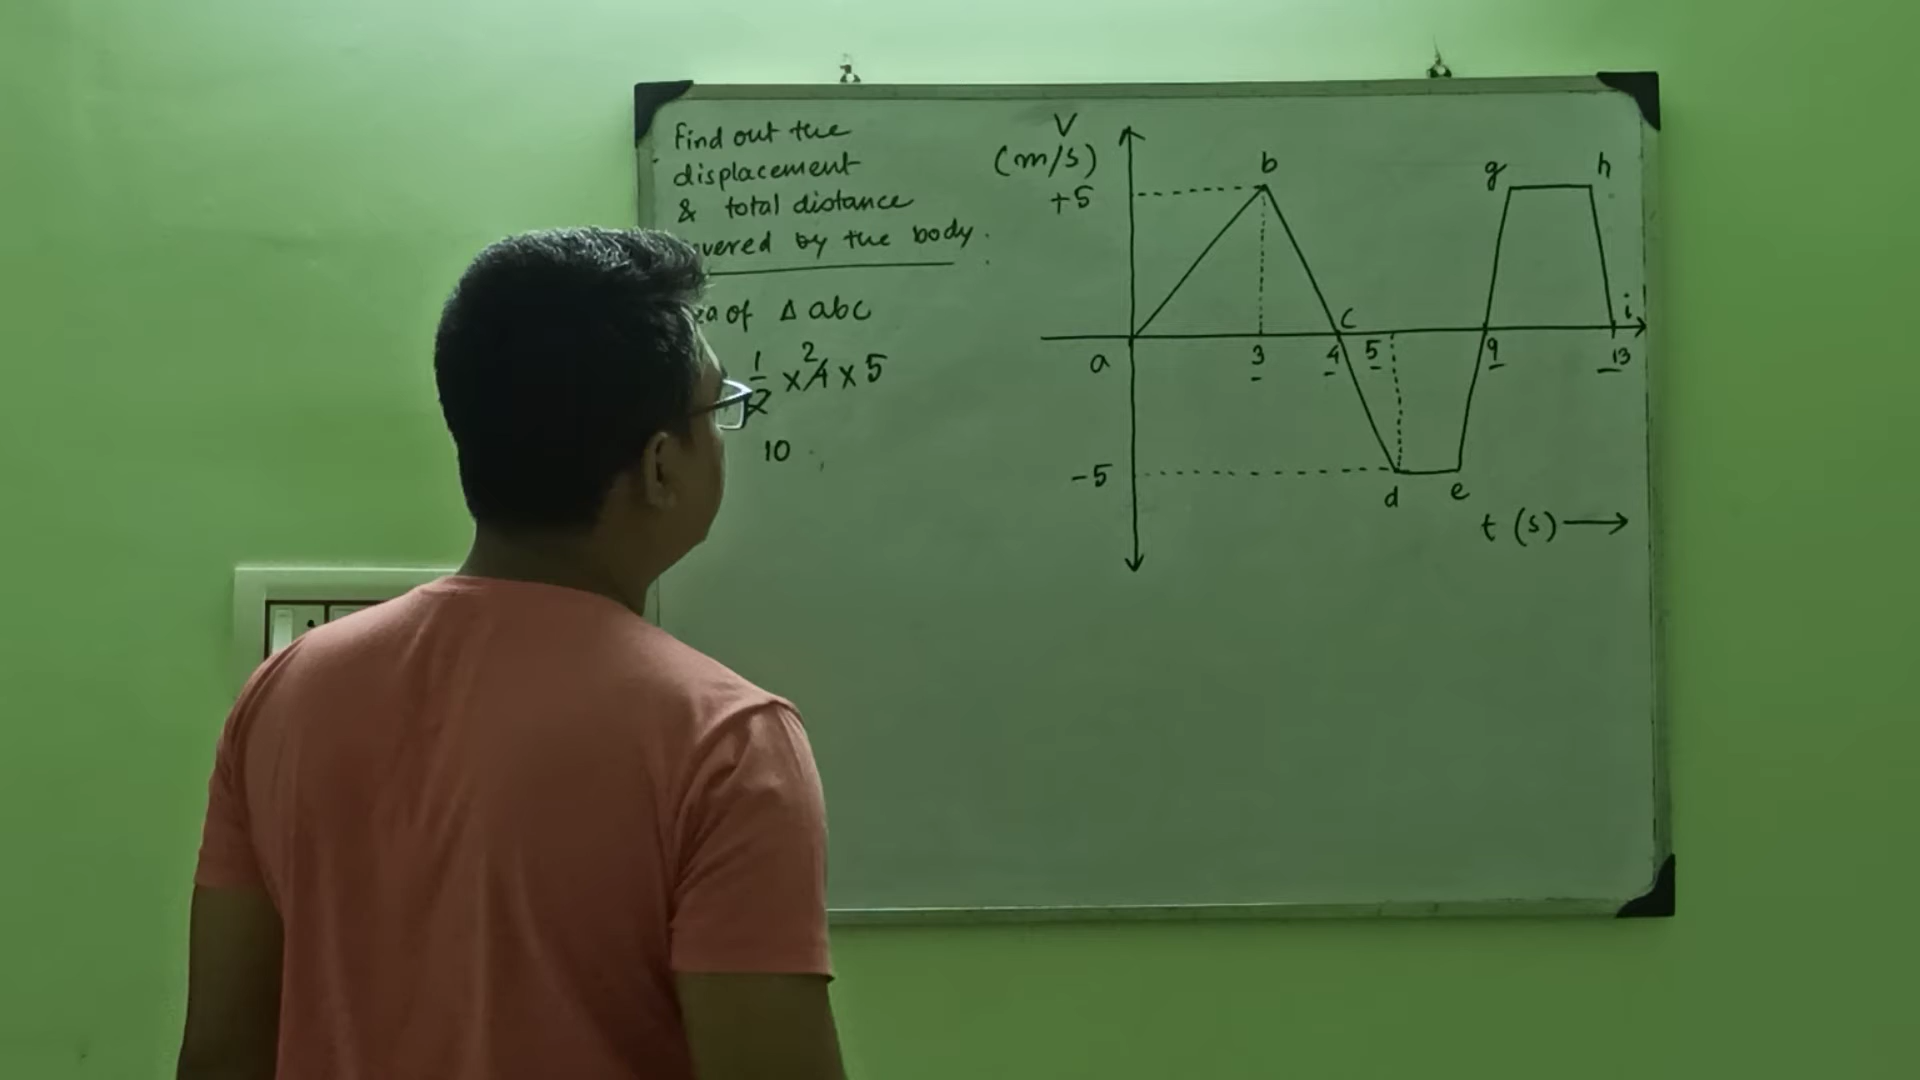 Find out the
displacement
& total distance
vered by the body.
a of Δ abc
1/2 × 4 2 × 5
10
V
(m/s)
+5
-5
a
b
c
d
e
g
h
i
3
4
5
9
13
t (s) →